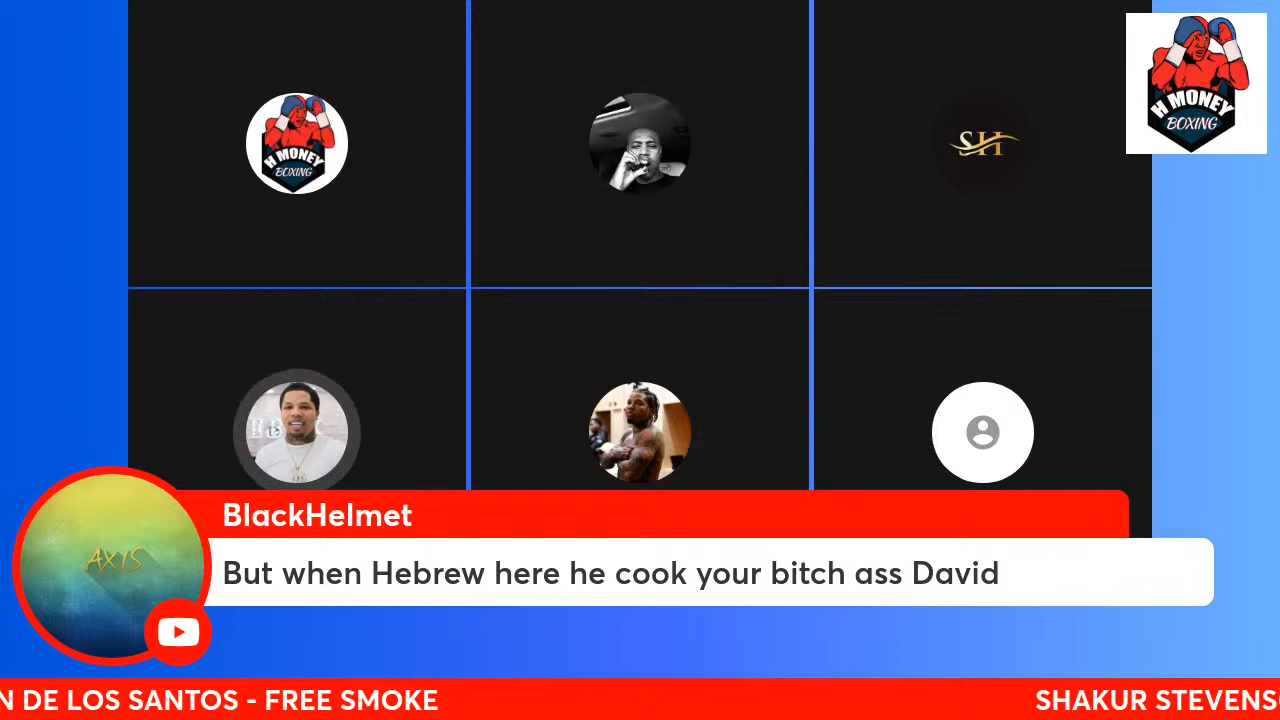 H MONEY
BOXING
SH
H MONEY
BOXING
BlackHelmet
But when Hebrew here he cook your bitch ass David
AXIS
N DE LOS SANTOS - FREE SMOKE
SHAKUR STEVENS